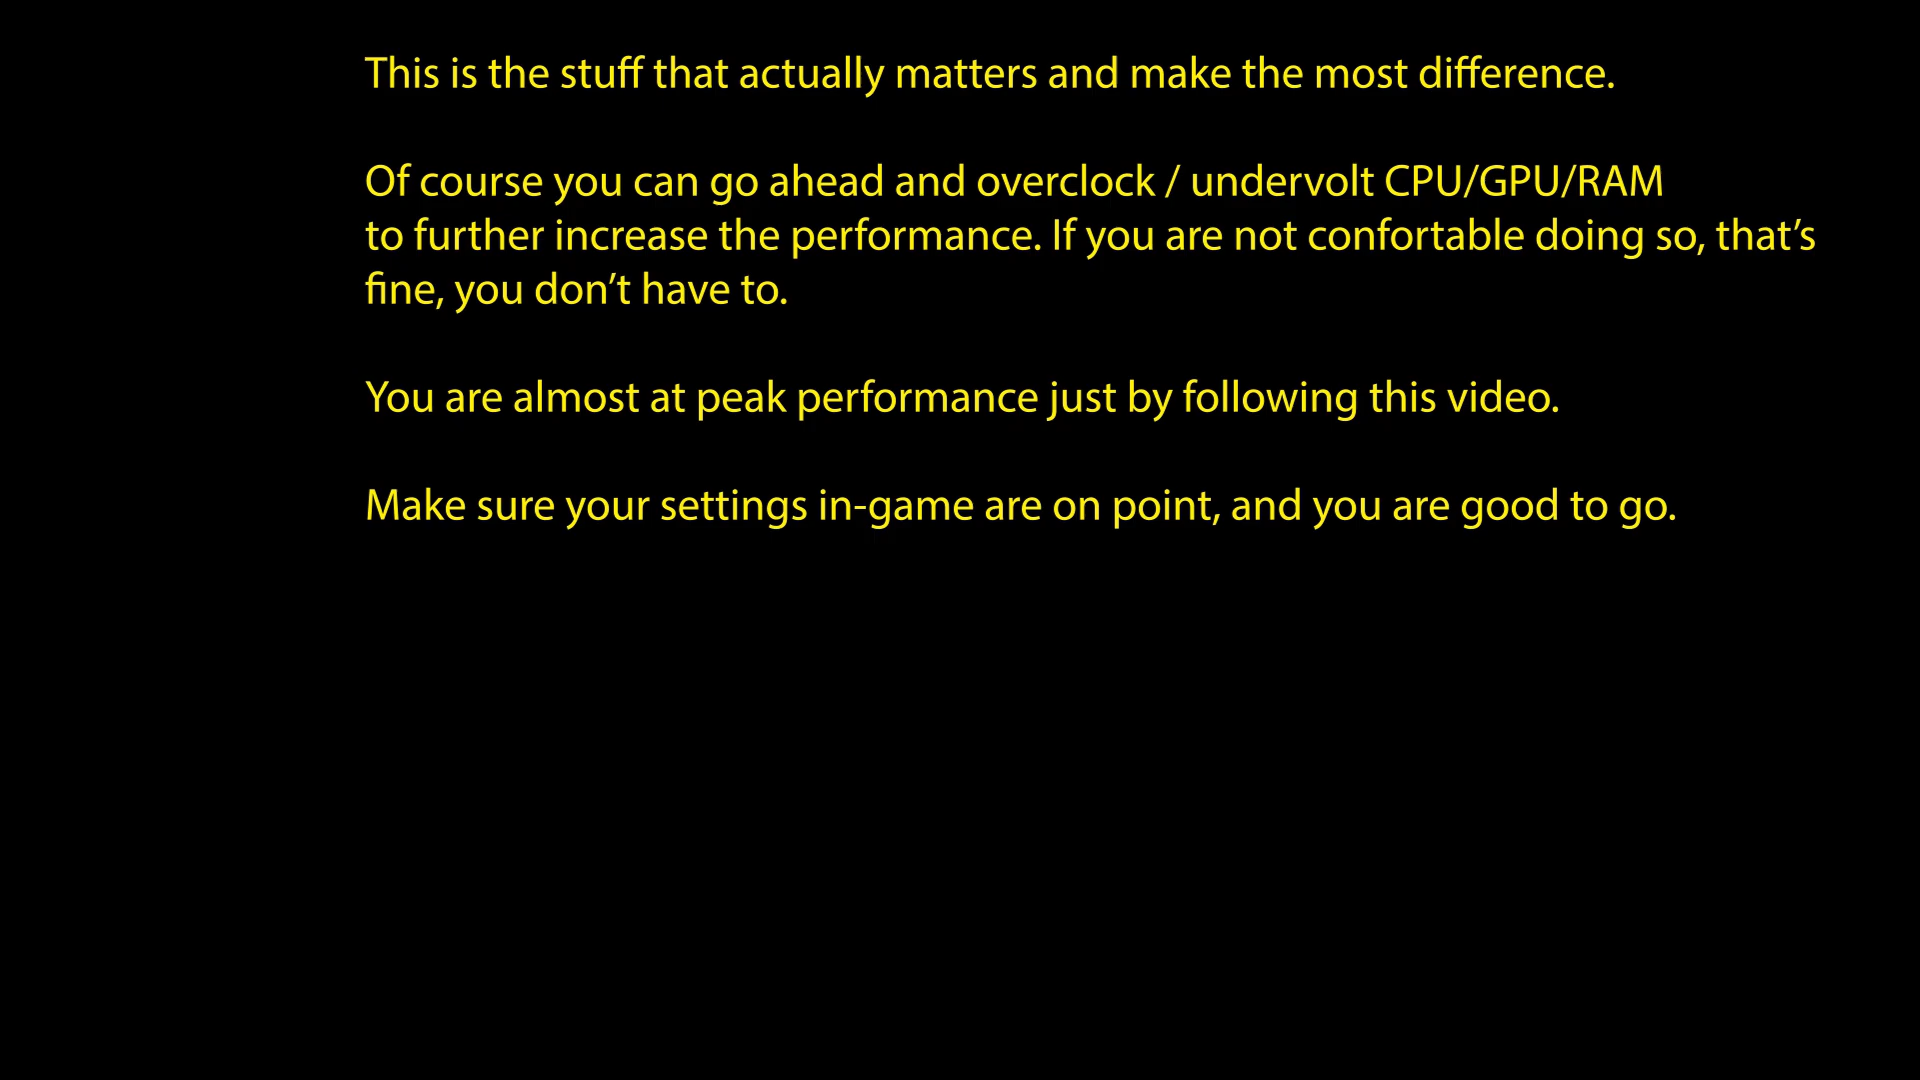 This is the stuff that actually matters and make the most difference.
Of course you can go ahead and overclock / undervolt CPU/GPU/RAM
to further increase the performance. If you are not confortable doing so, that’s
fine, you don’t have to.
You are almost at peak performance just by following this video.
Make sure your settings in-game are on point, and you are good to go.